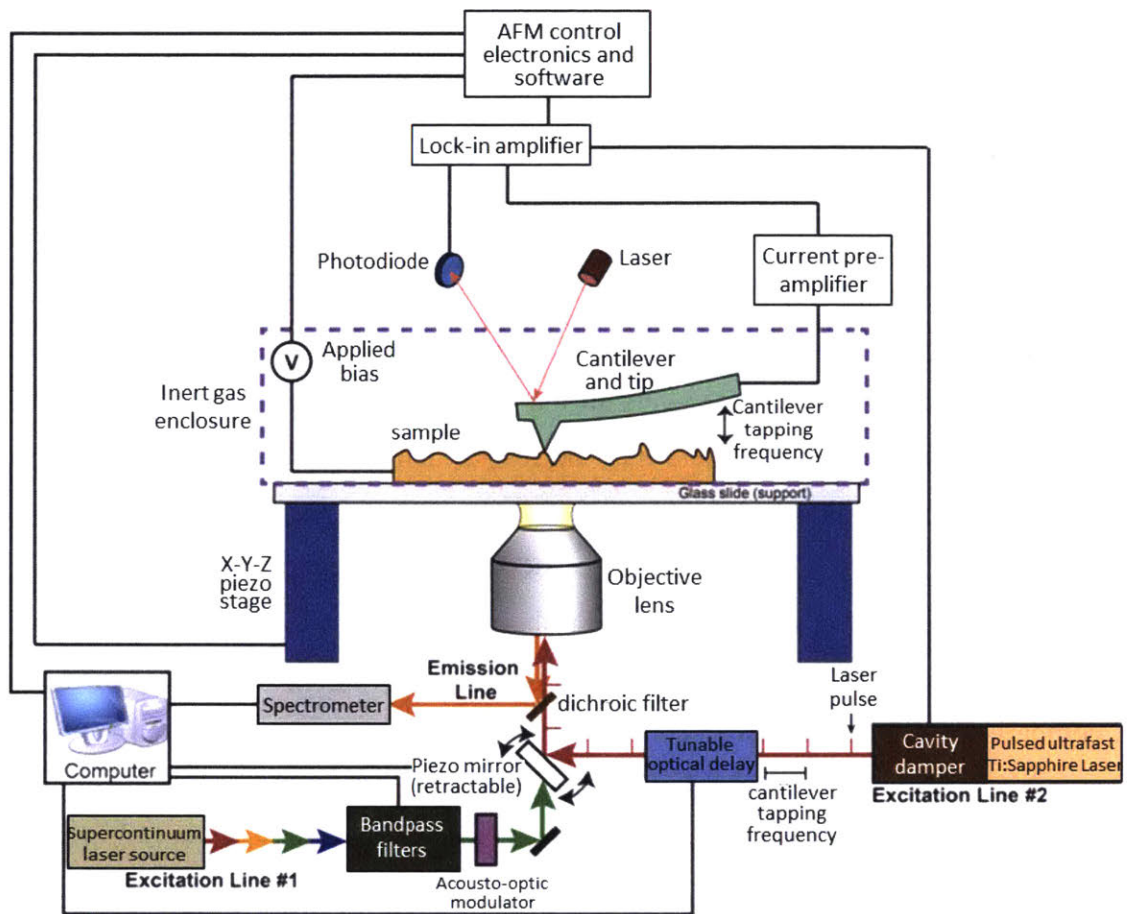 AFM control
electronics and
software
Lock-in amplifier
Photodiode
Laser
Current pre-
amplifier
V
Applied
bias
Cantilever
and tip
Inert gas
enclosure
Cantilever
tapping
frequency
sample
Glass slide (support)
X-Y-Z
piezo
stage
Objective
lens
Emission
Line
Laser
pulse
Spectrometer
dichroic filter
Computer
Piezo mirror
(retractable)
Tunable
optical delay
Cavity
damper
Pulsed ultrafast
Ti:Sapphire Laser
Excitation Line #2
cantilever
tapping
frequency
Supercontinuum
laser source
Bandpass
filters
Excitation Line #1
Acousto-optic
modulator